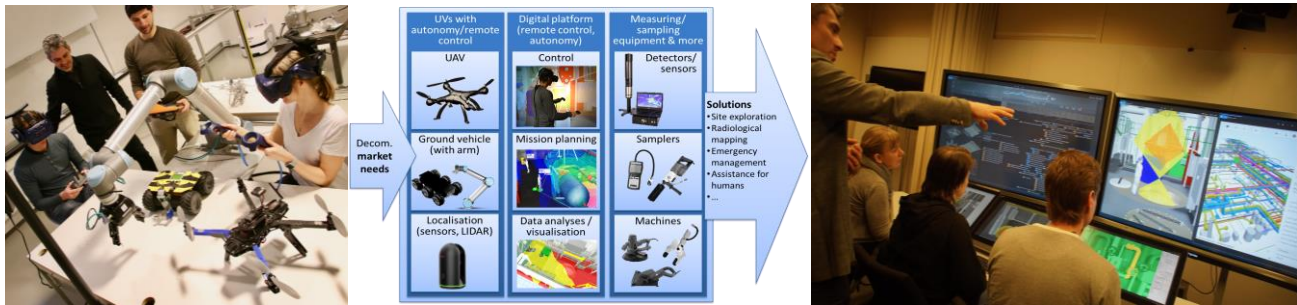 Decom.
market
needs
UVs with
autonomy/remote
control
UAV
Ground vehicle
(with arm)
Localisation
(sensors, LIDAR)
Digital platform
(remote control,
autonomy)
Control
Mission planning
Data analyses /
visualisation
Measuring/
sampling
equipment & more
Detectors/
sensors
Samplers
Machines
Solutions
•Site exploration
•Radiological
mapping
•Emergency
management
•Assistance for
humans
•...